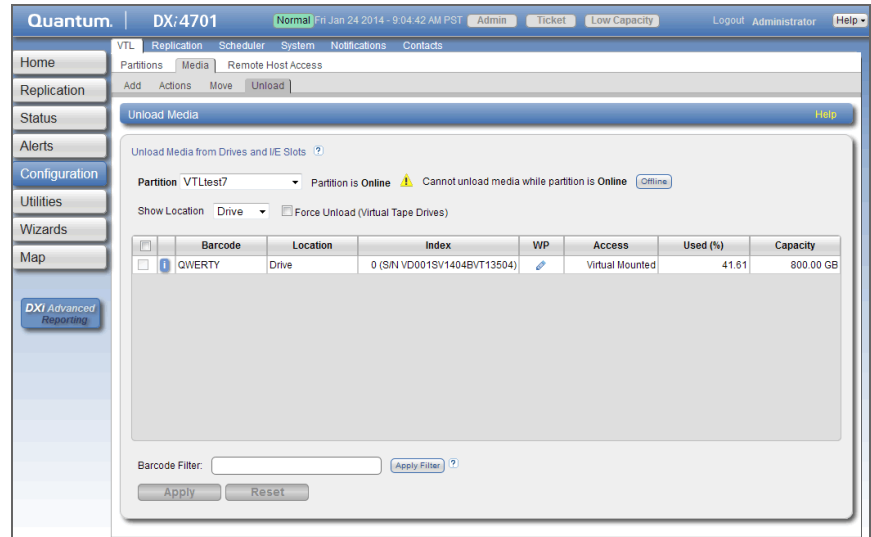 Quantum. DXi4701 Normal Fri Jan 24 2014 - 9:04:42 AM PST Admin Ticket Low Capacity Logout Administrator Help
VTL Replication Scheduler System Notifications Contacts
Home
Partitions Media Remote Host Access
Replication
Add Actions Move Unload
Status
Unload Media Help
Alerts
Unload Media from Drives and I/E Slots ?
Configuration
Partition VTLtest7 Partition is Online ! Cannot unload media while partition is Online Offline
Utilities
Show Location Drive Force Unload (Virtual Tape Drives)
Wizards
Barcode Location Index WP Access Used (%) Capacity
Map
i QWERTY Drive 0 (S/N VD001SV1404BVT13504) Virtual Mounted 41.61 800.00 GB
DXi Advanced
Reporting
Barcode Filter: Apply Filter ?
Apply Reset